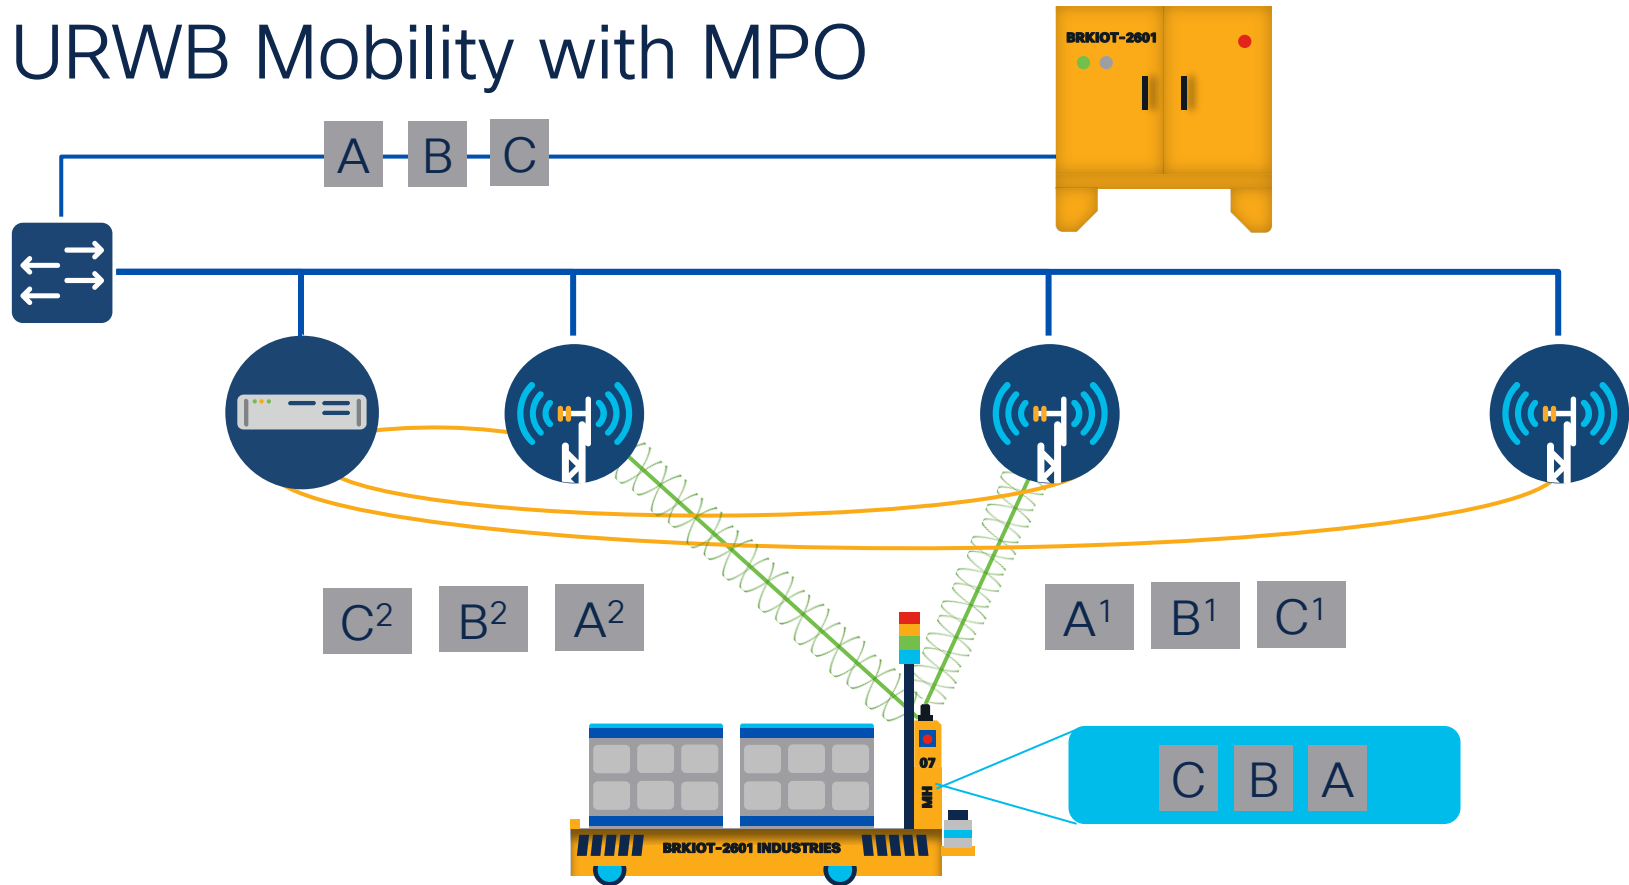 URWB Mobility with MPO
BRKIOT-2601
A B C
C² B² A²
A¹ B¹ C¹
07
MH
C B A
BRKIOT-2601 INDUSTRIES